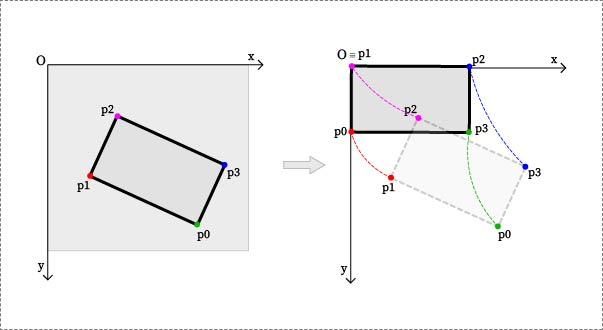 O x
p2
p3
p1
p0
y
O ≡ p1 p2 x
p0 p2 p3
p1 p3
p0
y